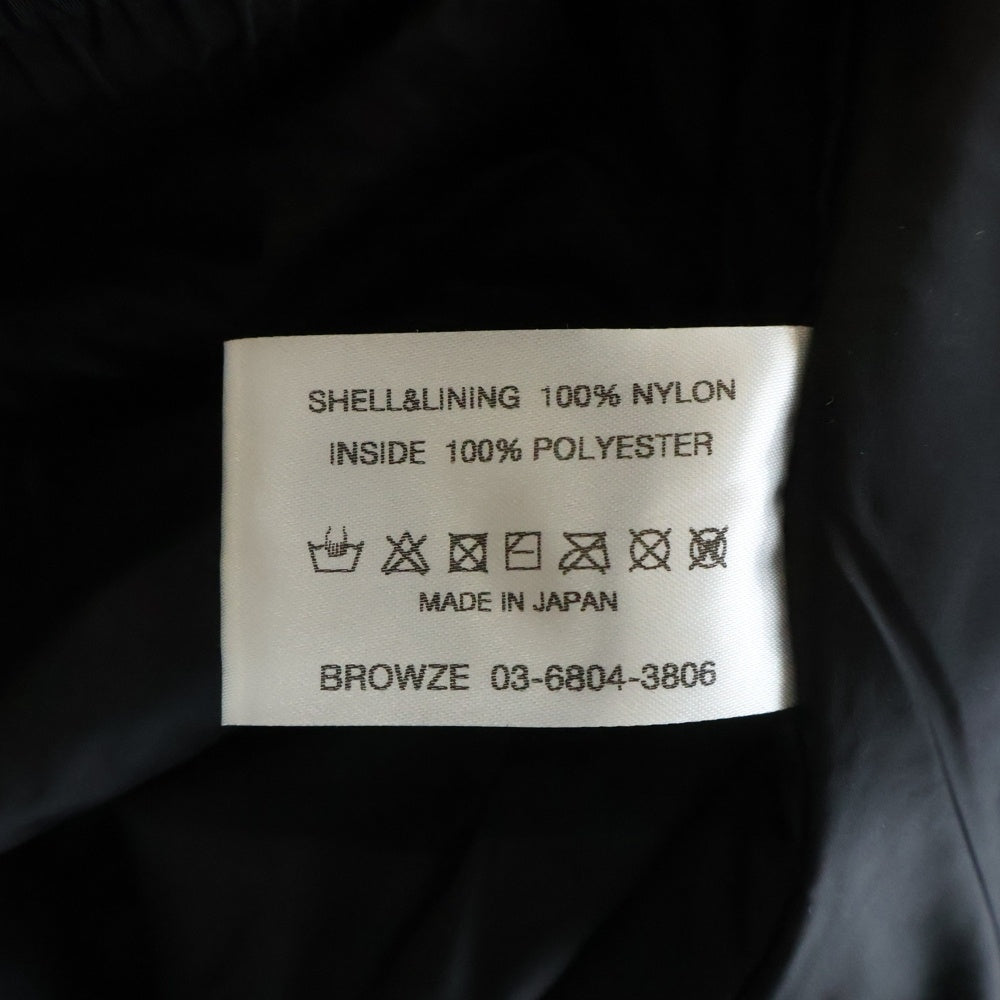 SHELL&LINING 100% NYLON
INSIDE 100% POLYESTER
MADE IN JAPAN
BROWZE 03-6804-3806